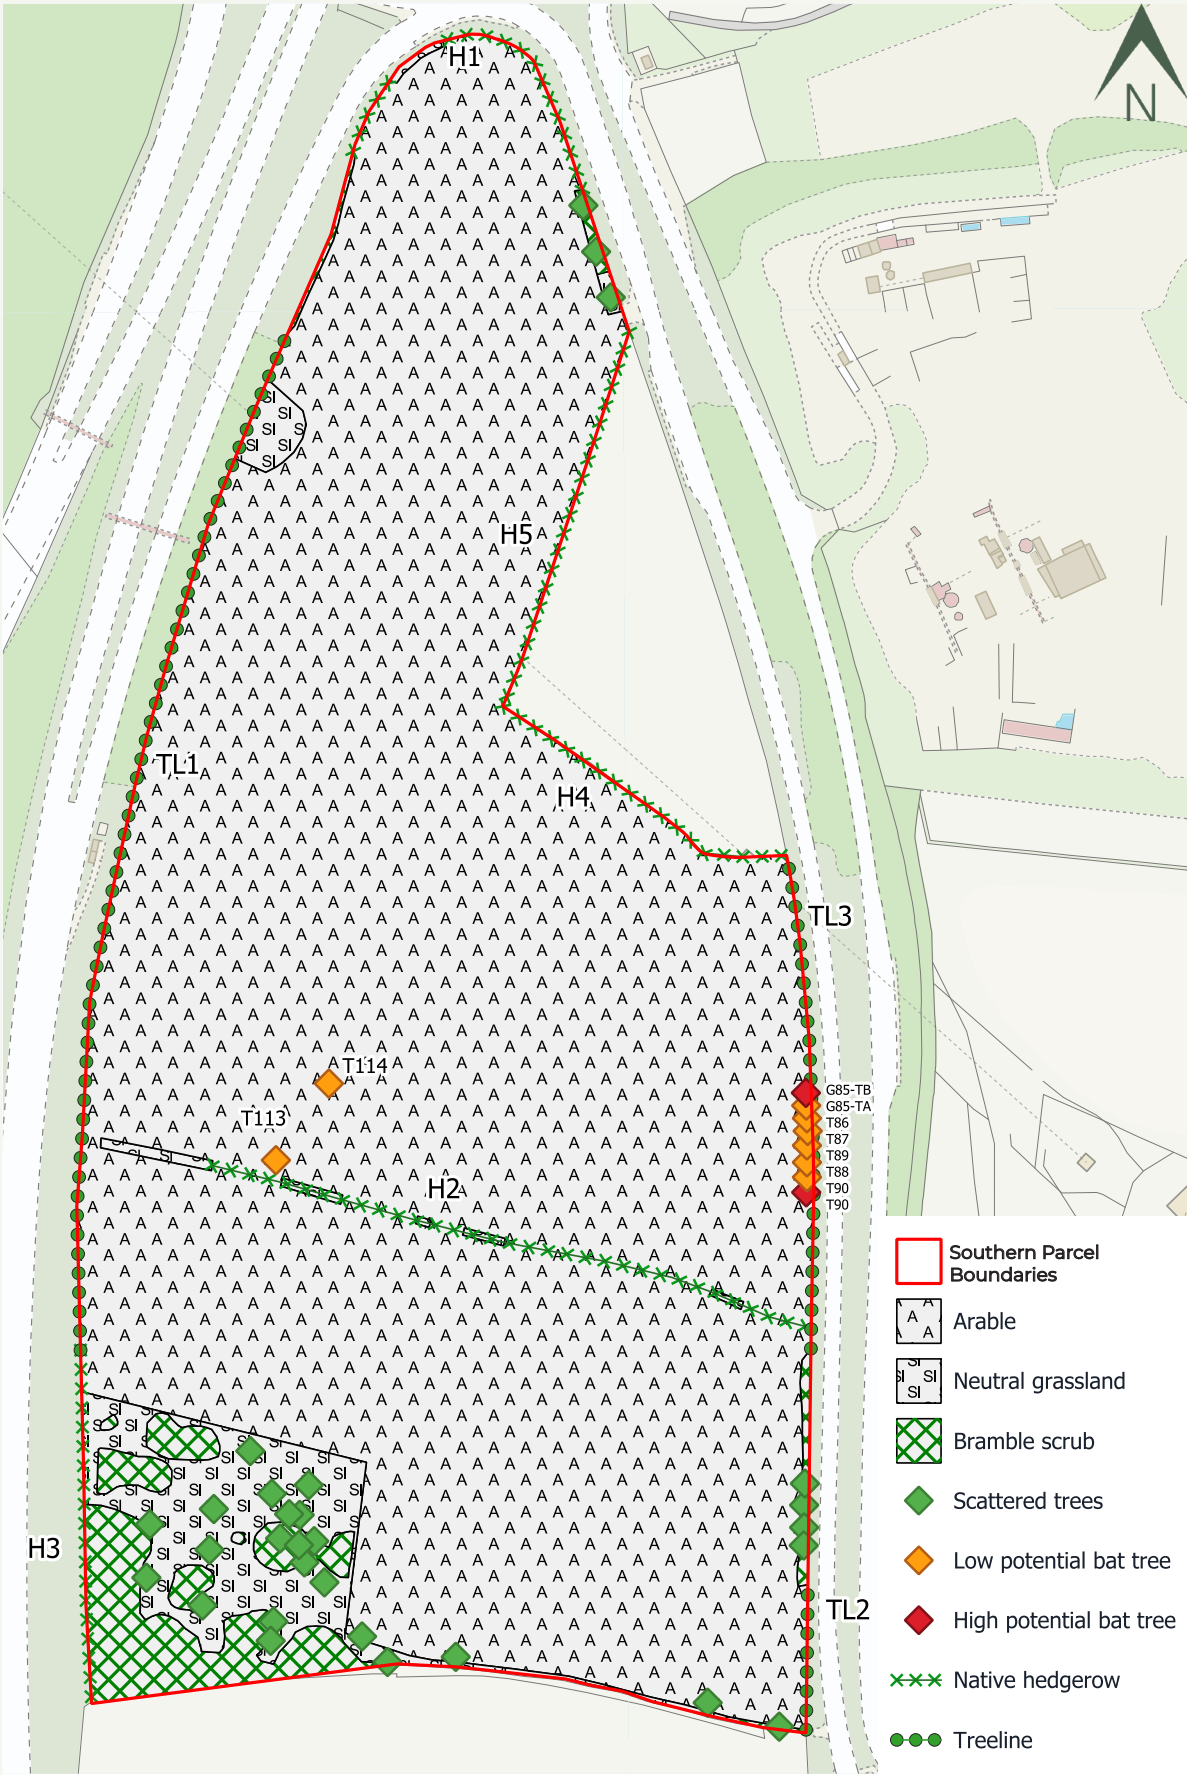 H1
N
H5
TL1
H4
TL3
T114
G85-TB
G85-TA
T113
T86
T87
T89
T88
H2
T90
T90
Southern Parcel
Boundaries
Arable
Neutral grassland
Bramble scrub
Scattered trees
H3
Low potential bat tree
TL2
High potential bat tree
Native hedgerow
Treeline